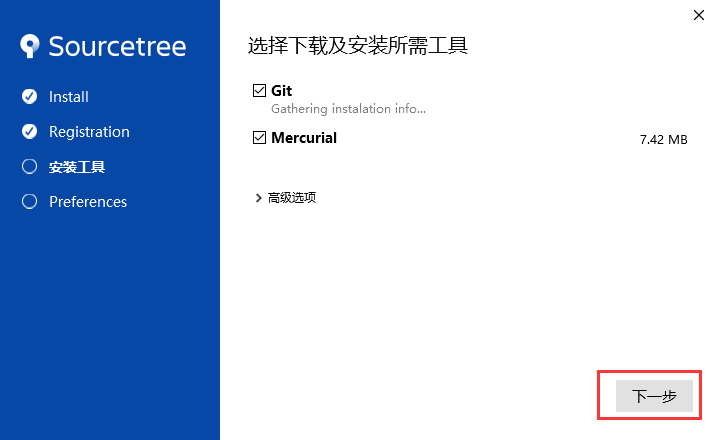 Sourcetree
Install
Registration
安装工具
Preferences
选择下载及安装所需工具
Git
Gathering instalation info...
Mercurial
7.42 MB
高级选项
下一步